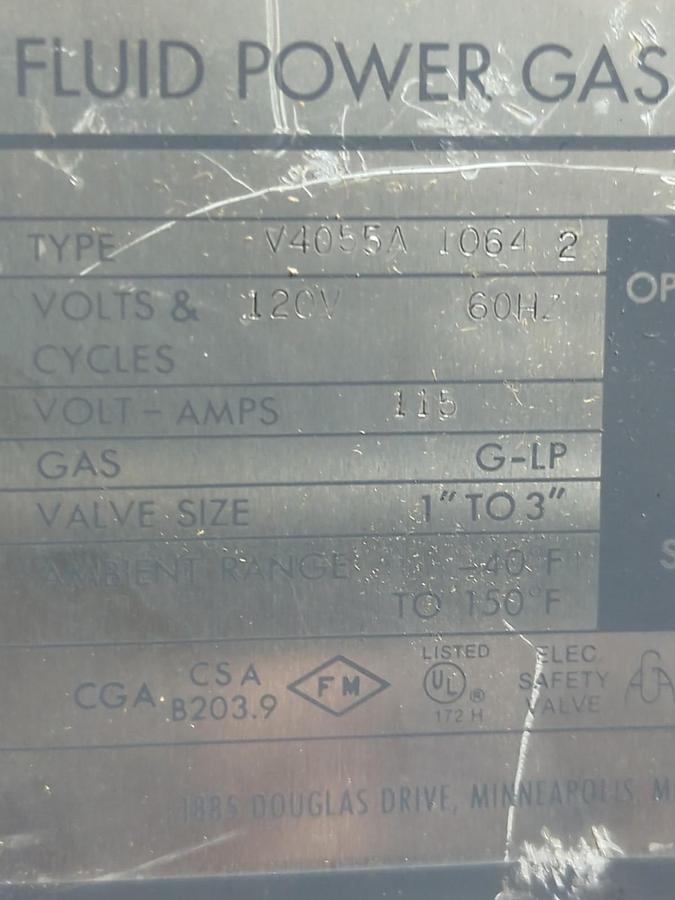 FLUID POWER GAS
TYPE V4055A 1064 2
OP
VOLTS & 120V 60HZ
CYCLES
VOLT-AMPS 115
GAS G-LP
VALVE SIZE 1" TO 3"
S
AMBIENT RANGE -40°F
TO 150°F
CGA CSA B203.9
FM
LISTED
UL ®
172 H
ELEC
SAFETY
VALVE
AGA
1885 DOUGLAS DRIVE, MINNEAPOLIS, M